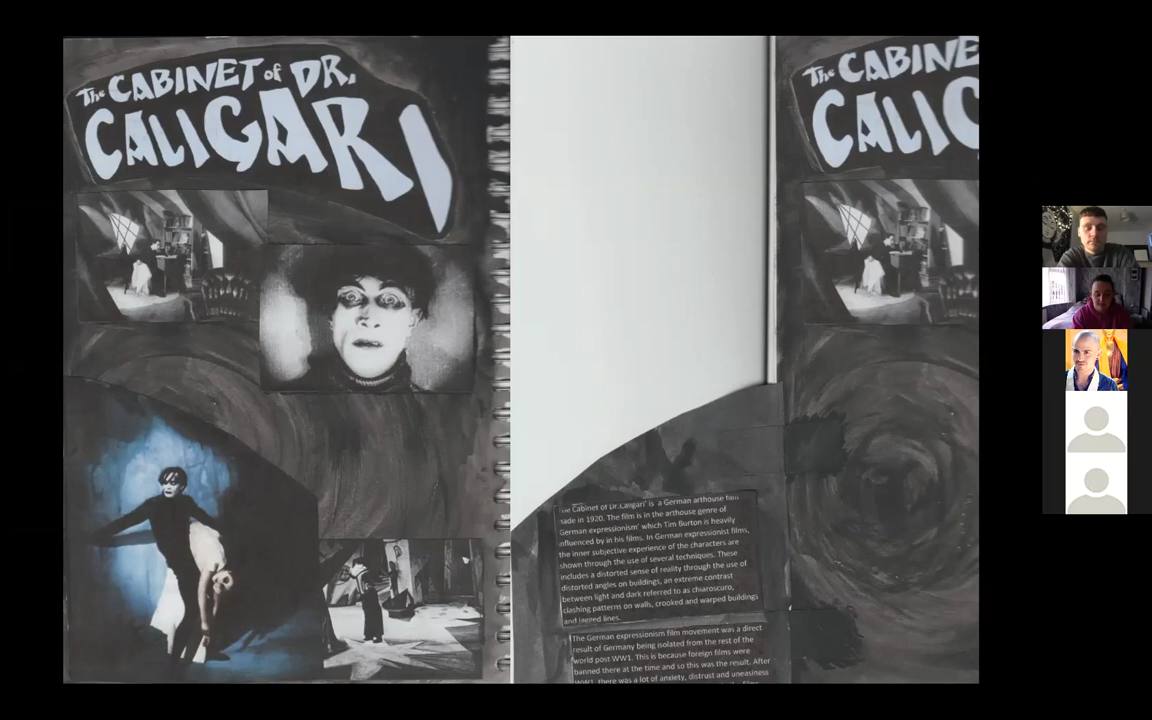 The CABINET of DR.
CALIGARI
The CABINE
CALIG
The Cabinet of Dr.Caligari' is a German arthouse film
made in 1920. The film is in the arthouse genre of
German expressionism' which Tim Burton is heavily
influenced by in his films. In German expressionist films,
the inner subjective experience of the characters are
shown through the use of several techniques. These
includes a distorted sense of reality through the use of
distorted angles on buildings, an extreme contrast
between light and dark referred to as chiaroscuro,
clashing patterns on walls, crooked and warped buildings
and jagged lines.
The German expressionism film movement was a direct
result of Germany being isolated from the rest of the
world post WW1. This is because foreign films were
banned there at the time and so this was the result. After
WW1, there was a lot of anxiety, distrust and uneasiness